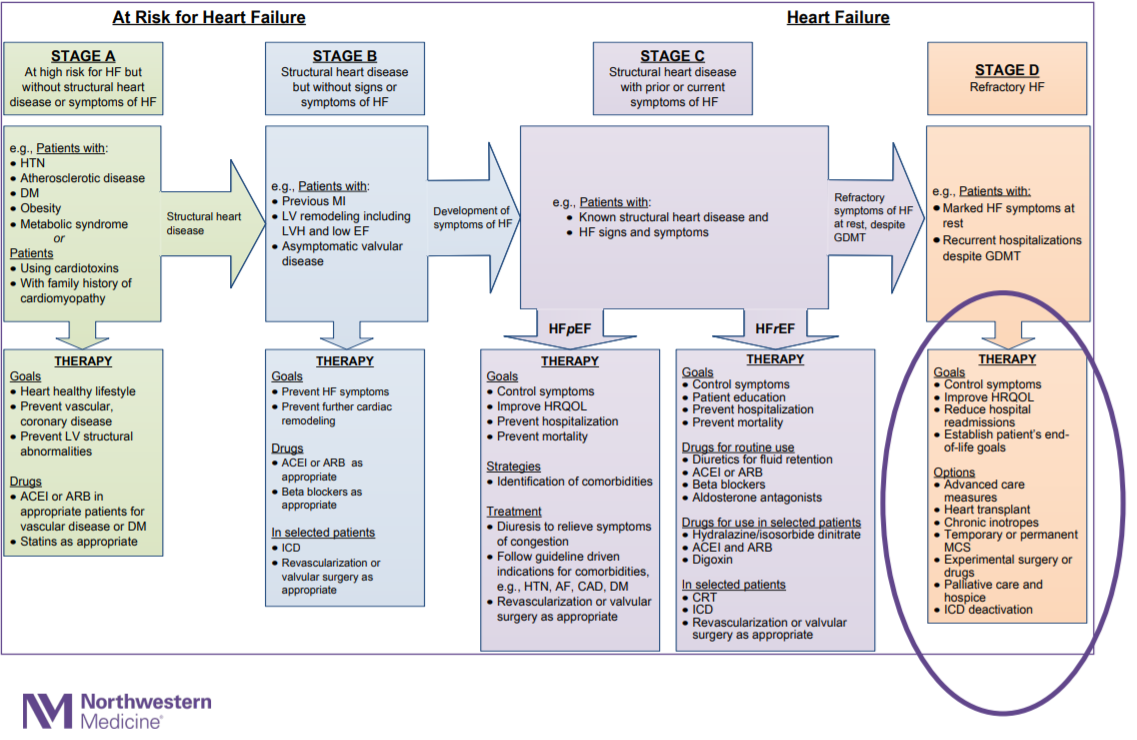 At Risk for Heart Failure
Heart Failure
STAGE A
At high risk for HF but
without structural heart
disease or symptoms of HF
STAGE B
Structural heart disease
but without signs or
symptoms of HF
STAGE C
Structural heart disease
with prior or current
symptoms of HF
STAGE D
Refractory HF
e.g., Patients with:
• HTN
• Atherosclerotic disease
• DM
• Obesity
• Metabolic syndrome
or
Patients
• Using cardiotoxins
• With family history of
cardiomyopathy
Structural heart
disease
e.g., Patients with:
• Previous MI
• LV remodeling including
LVH and low EF
• Asymptomatic valvular
disease
Development of
symptoms of HF
e.g., Patients with:
• Known structural heart disease and
• HF signs and symptoms
Refractory
symptoms of HF
at rest, despite
GDMT
e.g., Patients with:
• Marked HF symptoms at
rest
• Recurrent hospitalizations
despite GDMT
HFpEF
HFrEF
THERAPY
Goals
• Heart healthy lifestyle
• Prevent vascular,
coronary disease
• Prevent LV structural
abnormalities
Drugs
• ACEI or ARB in
appropriate patients for
vascular disease or DM
• Statins as appropriate
THERAPY
Goals
• Prevent HF symptoms
• Prevent further cardiac
remodeling
Drugs
• ACEI or ARB as
appropriate
• Beta blockers as
appropriate
In selected patients
• ICD
• Revascularization or
valvular surgery as
appropriate
THERAPY
Goals
• Control symptoms
• Improve HRQOL
• Prevent hospitalization
• Prevent mortality
Strategies
• Identification of comorbidities
Treatment
• Diuresis to relieve symptoms
of congestion
• Follow guideline driven
indications for comorbidities,
e.g., HTN, AF, CAD, DM
• Revascularization or valvular
surgery as appropriate
THERAPY
Goals
• Control symptoms
• Patient education
• Prevent hospitalization
• Prevent mortality
Drugs for routine use
• Diuretics for fluid retention
• ACEI or ARB
• Beta blockers
• Aldosterone antagonists
Drugs for use in selected patients
• Hydralazine/isosorbide dinitrate
• ACEI and ARB
• Digoxin
In selected patients
• CRT
• ICD
• Revascularization or valvular
surgery as appropriate
THERAPY
Goals
• Control symptoms
• Improve HRQOL
• Reduce hospital
readmissions
• Establish patient's end-
of-life goals
Options
• Advanced care
measures
• Heart transplant
• Chronic inotropes
• Temporary or permanent
MCS
• Experimental surgery or
drugs
• Palliative care and
hospice
• ICD deactivation
NM Northwestern
Medicine®